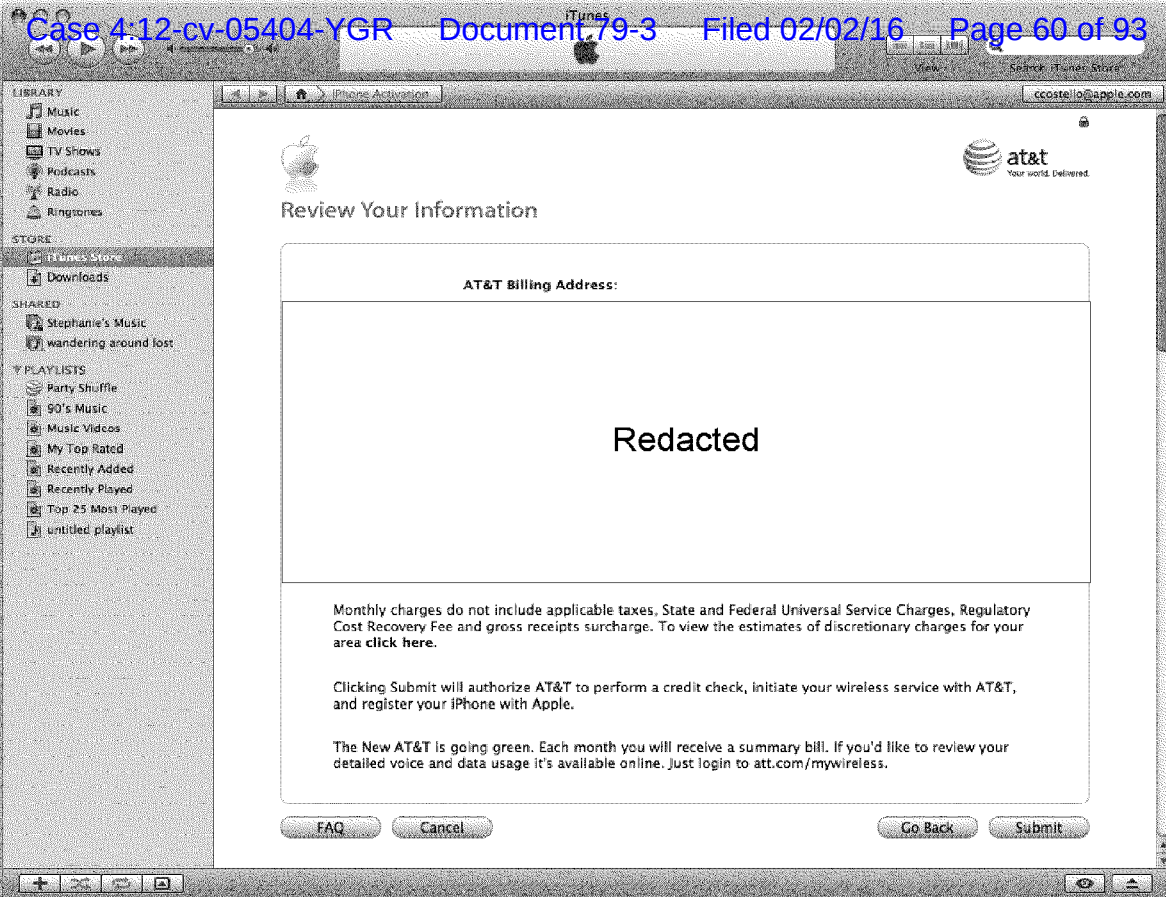 iTunes
Case 4:12-cv-05404-YGR Document 79-3 Filed 02/02/16 Page 60 of 93
View
Search iTunes Store
LIBRARY
iPhone Activation
ccostello@apple.com
Music
Movies
TV Shows
Podcasts
Radio
Ringtones
STORE
iTunes Store
Downloads
SHARED
Stephanie's Music
wandering around lost
PLAYLISTS
Party Shuffle
90's Music
Music Videos
My Top Rated
Recently Added
Recently Played
Top 25 Most Played
untitled playlist
at&t
Your world. Delivered.
Review Your Information
AT&T Billing Address:
Redacted
Monthly charges do not include applicable taxes, State and Federal Universal Service Charges, Regulatory
Cost Recovery Fee and gross receipts surcharge. To view the estimates of discretionary charges for your
area click here.
Clicking Submit will authorize AT&T to perform a credit check, initiate your wireless service with AT&T,
and register your iPhone with Apple.
The New AT&T is going green. Each month you will receive a summary bill. If you'd like to review your
detailed voice and data usage it's available online. Just login to att.com/mywireless.
FAQ
Cancel
Go Back
Submit